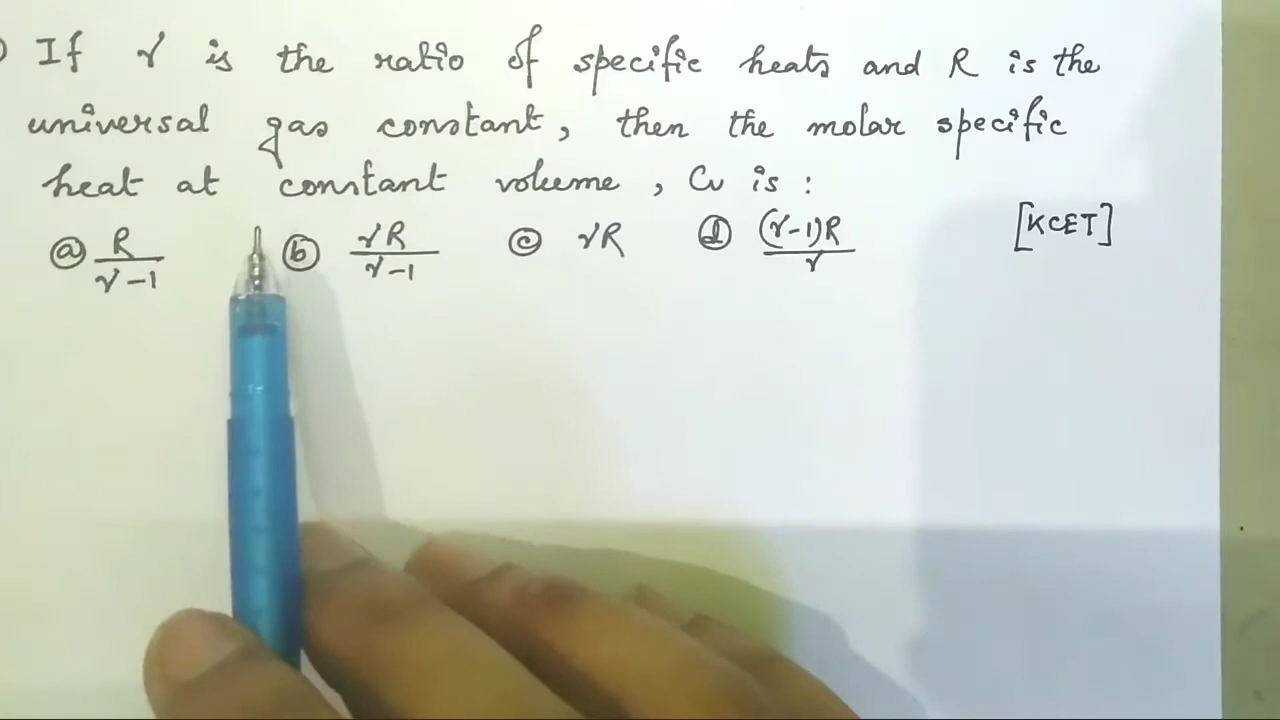 ) If γ is the ratio of specific heats and R is the
universal gas constant, then the molar specific
heat at constant volume, Cv is :
ⓐ R/γ-1 ⓑ γR/γ-1 ⓒ γR ⓓ (γ-1)R/γ [KCET]